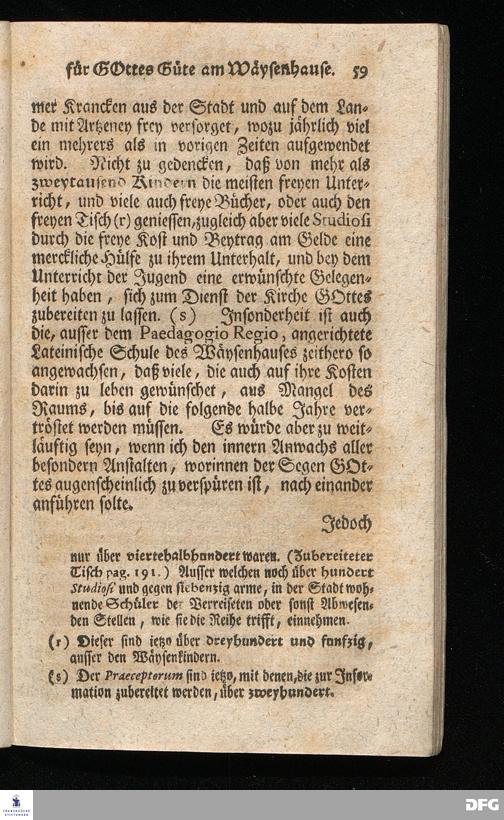 für GOttes Güte am Wäysenhause. 59
mer Krancken aus der Stadt und auf dem Lan-
de mit Artzeney frey versorget, wozu jährlich viel
ein mehrers als in vorigen Zeiten aufgewendet
wird. Nicht zu gedencken, daß von mehr als
zweytausend Kindern die meisten freyen Unter-
richt, und viele auch freye Bücher, oder auch den
freyen Tisch (r) geniessen, zugleich aber viele Studiosi
durch die freye Kost und Beytrag am Gelde eine
merckliche Hülfe zu ihrem Unterhalt, und bey dem
Unterricht der Jugend eine erwünschte Gelegen-
heit haben, sich zum Dienst der Kirche GOttes
zubereiten zu lassen. (s) Insonderheit ist auch
die, ausser dem Paedagogio Regio, angerichtete
Lateinische Schule des Wäysenhauses zeithero so
angewachsen, daß viele, die auch auf ihre Kosten
darin zu leben gewünschet, aus Mangel des
Raums, bis auf die folgende halbe Jahre ver-
tröstet werden müssen. Es würde aber zu weit-
läuftig seyn, wenn ich den innern Anwachs aller
besondern Anstalten, worinnen der Segen GOt-
tes augenscheinlich zu verspüren ist, nach einander
anführen solte.
Jedoch
nur über viertehalbhundert waren. (Zubereiteter
Tisch pag. 191.) Ausser welchen noch über hundert
Studiosi und gegen siebenzig arme, in der Stadt woh-
nende Schüler der Verreiseten oder sonst Abwesen-
den Stellen, wie sie die Reihe trifft, einnehmen.
(r) Dieser sind jetzo über dreyhundert und funfzig,
ausser den Wäysenkindern.
(s) Der Praeceptorum sind jetzo, mit denen, die zur Infor-
mation zubereitet werden, über zweyhundert.
FRANCKESCHE
STIFTUNGEN
DFG